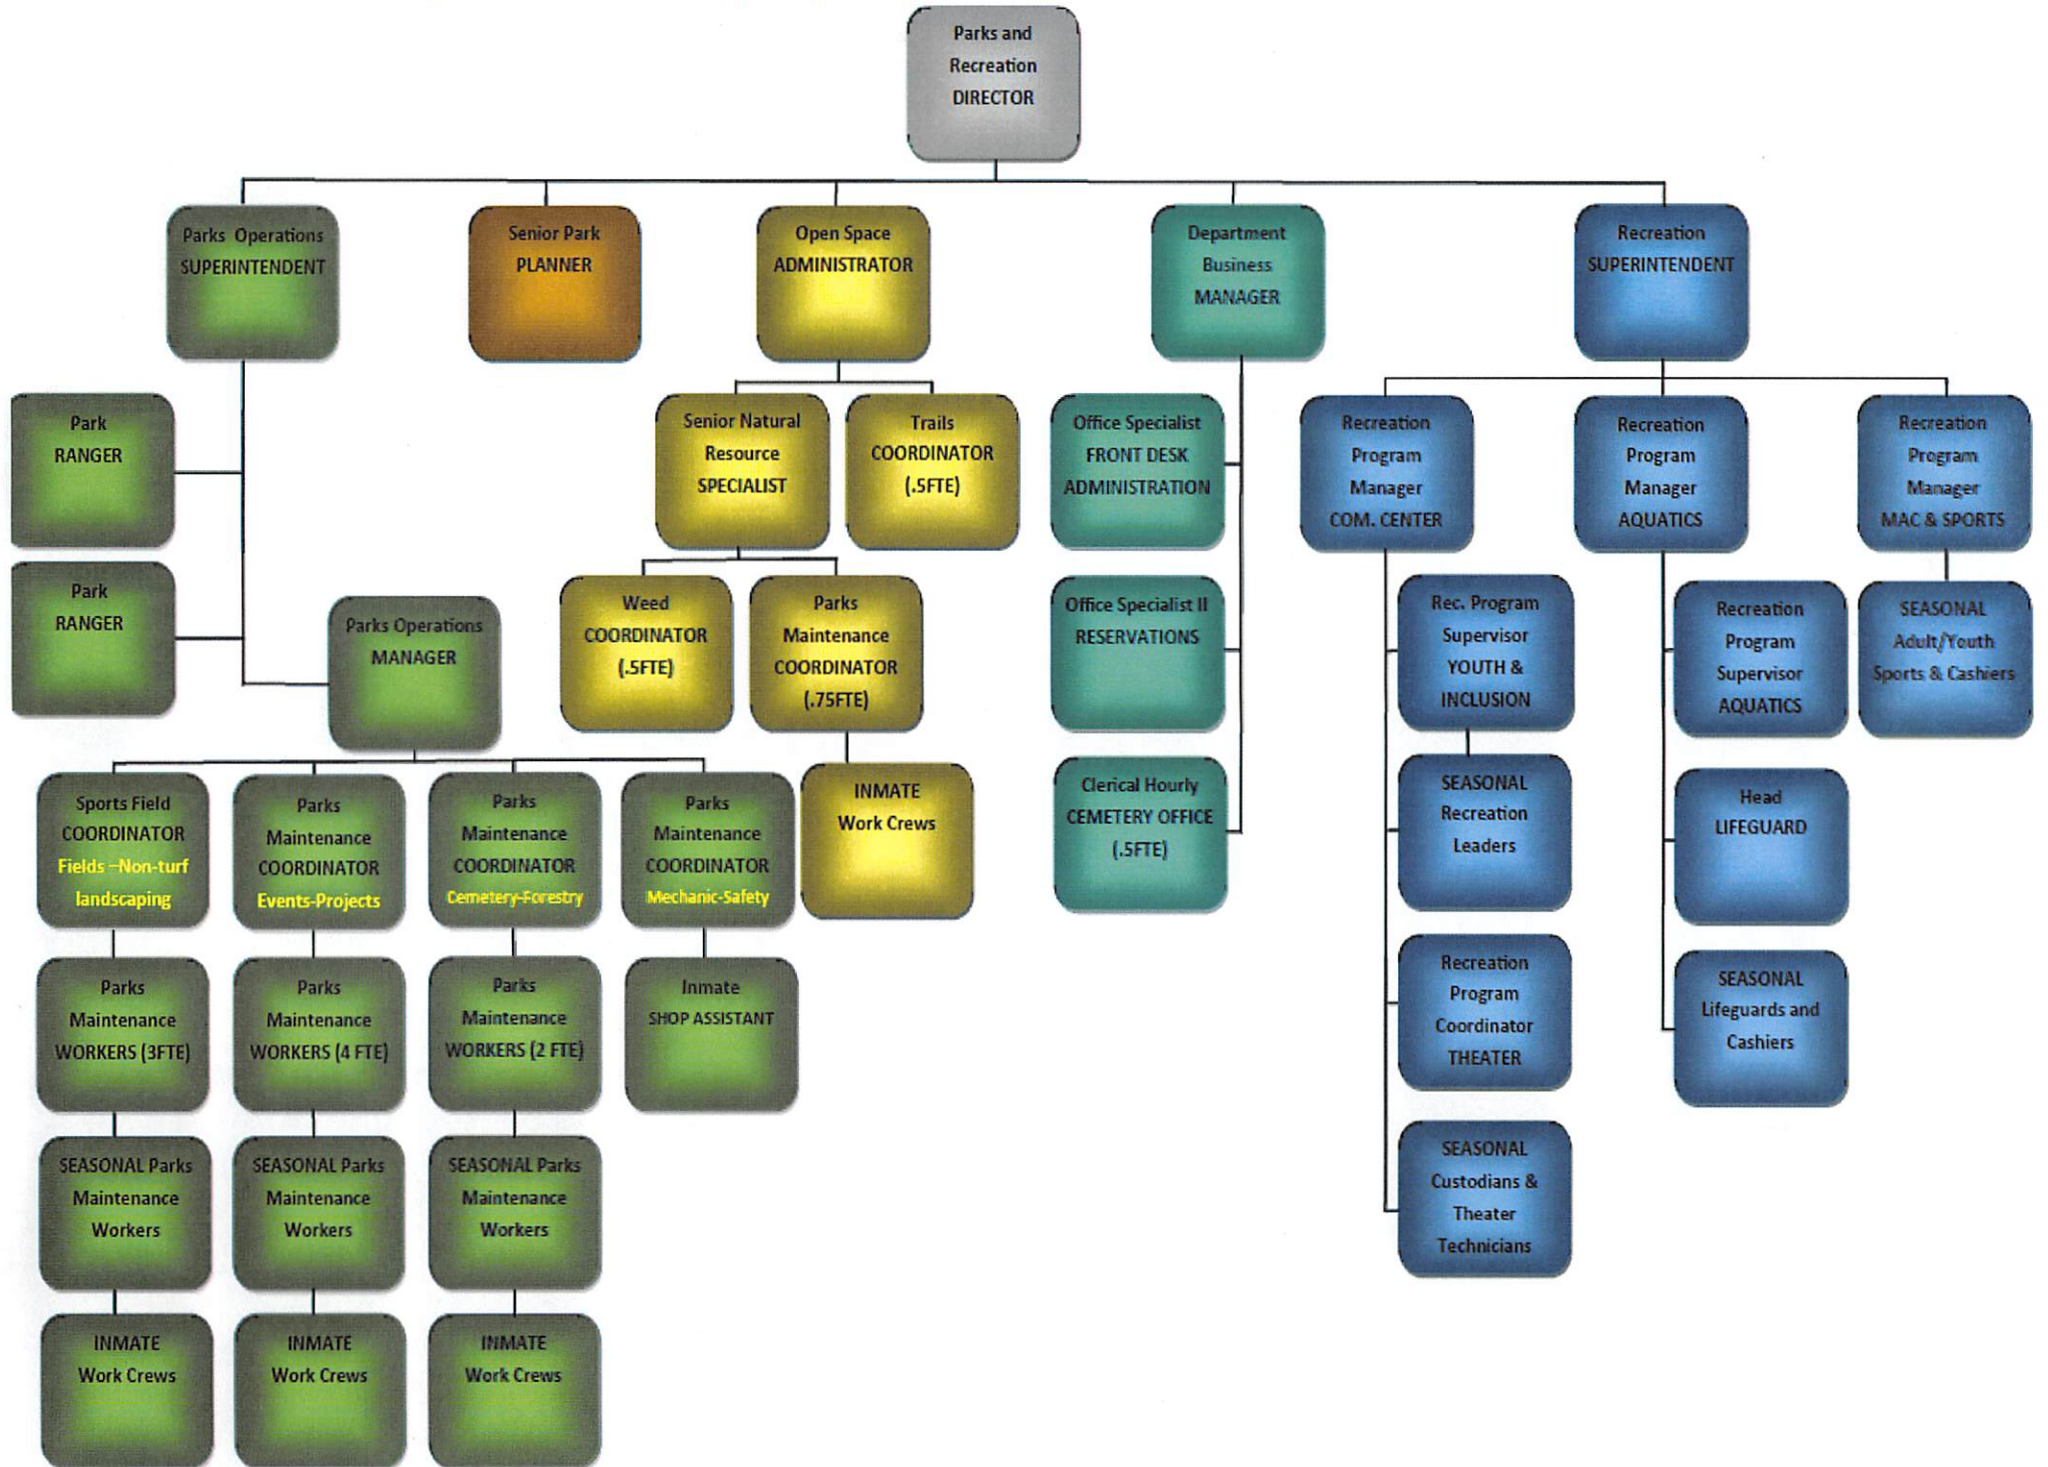 Parks and
Recreation
DIRECTOR
Parks Operations
SUPERINTENDENT
Senior Park
PLANNER
Open Space
ADMINISTRATOR
Department
Business
MANAGER
Recreation
SUPERINTENDENT
Park
RANGER
Park
RANGER
Parks Operations
MANAGER
Senior Natural
Resource
SPECIALIST
Trails
COORDINATOR
(.5FTE)
Weed
COORDINATOR
(.5FTE)
Parks
Maintenance
COORDINATOR
(.75FTE)
INMATE
Work Crews
Office Specialist
FRONT DESK
ADMINISTRATION
Office Specialist II
RESERVATIONS
Clerical Hourly
CEMETERY OFFICE
(.5FTE)
Recreation
Program
Manager
COM. CENTER
Recreation
Program
Manager
AQUATICS
Recreation
Program
Manager
MAC & SPORTS
Rec. Program
Supervisor
YOUTH &
INCLUSION
SEASONAL
Recreation
Leaders
Recreation
Program
Coordinator
THEATER
SEASONAL
Custodians &
Theater
Technicians
Recreation
Program
Supervisor
AQUATICS
Head
LIFEGUARD
SEASONAL
Lifeguards and
Cashiers
SEASONAL
Adult/Youth
Sports & Cashiers
Sports Field
COORDINATOR
Fields –Non-turf
landscaping
Parks
Maintenance
COORDINATOR
Events-Projects
Parks
Maintenance
COORDINATOR
Cemetery-Forestry
Parks
Maintenance
COORDINATOR
Mechanic-Safety
Parks
Maintenance
WORKERS (3FTE)
Parks
Maintenance
WORKERS (4 FTE)
Parks
Maintenance
WORKERS (2 FTE)
Inmate
SHOP ASSISTANT
SEASONAL Parks
Maintenance
Workers
SEASONAL Parks
Maintenance
Workers
SEASONAL Parks
Maintenance
Workers
INMATE
Work Crews
INMATE
Work Crews
INMATE
Work Crews